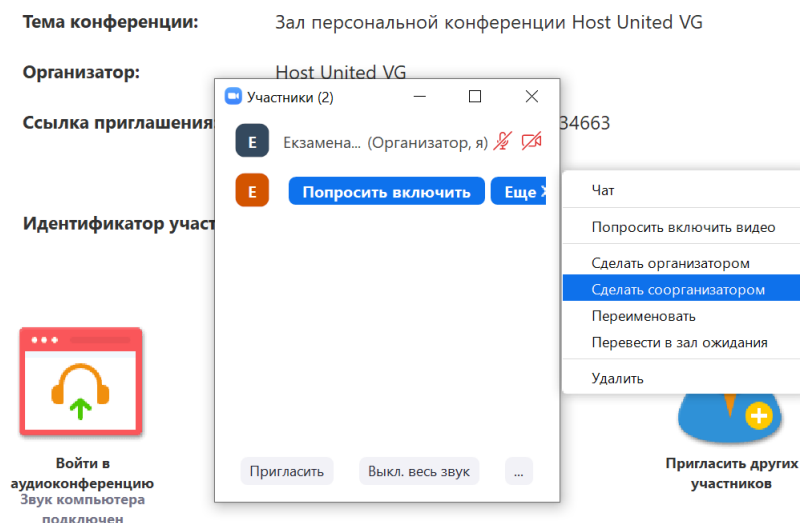 Тема конференции: Зал персональной конференции Host United VG
Организатор: Host United VG
Ссылка приглашения: 34663
Участники (2)
E Екзамена... (Организатор, я)
E Попросить включить Еще
Идентификатор участ
Чат
Попросить включить видео
Сделать организатором
Сделать соорганизатором
Переименовать
Перевести в зал ожидания
Удалить
Пригласить Выкл. весь звук ...
Войти в
аудиоконференцию
Звук компьютера
подключен
Пригласить других
участников